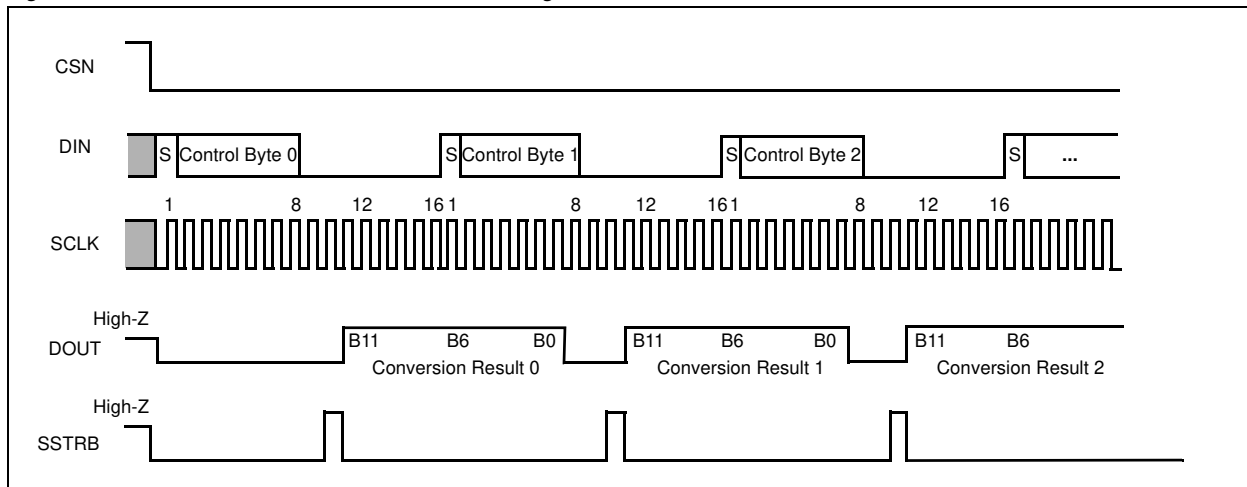 CSN
DIN
S Control Byte 0 S Control Byte 1 S Control Byte 2 S ...
1 8 12 16 1 8 12 16 1 8 12 16
SCLK
High-Z
DOUT
B11 B6 B0 B11 B6 B0 B11 B6
Conversion Result 0 Conversion Result 1 Conversion Result 2
High-Z
SSTRB